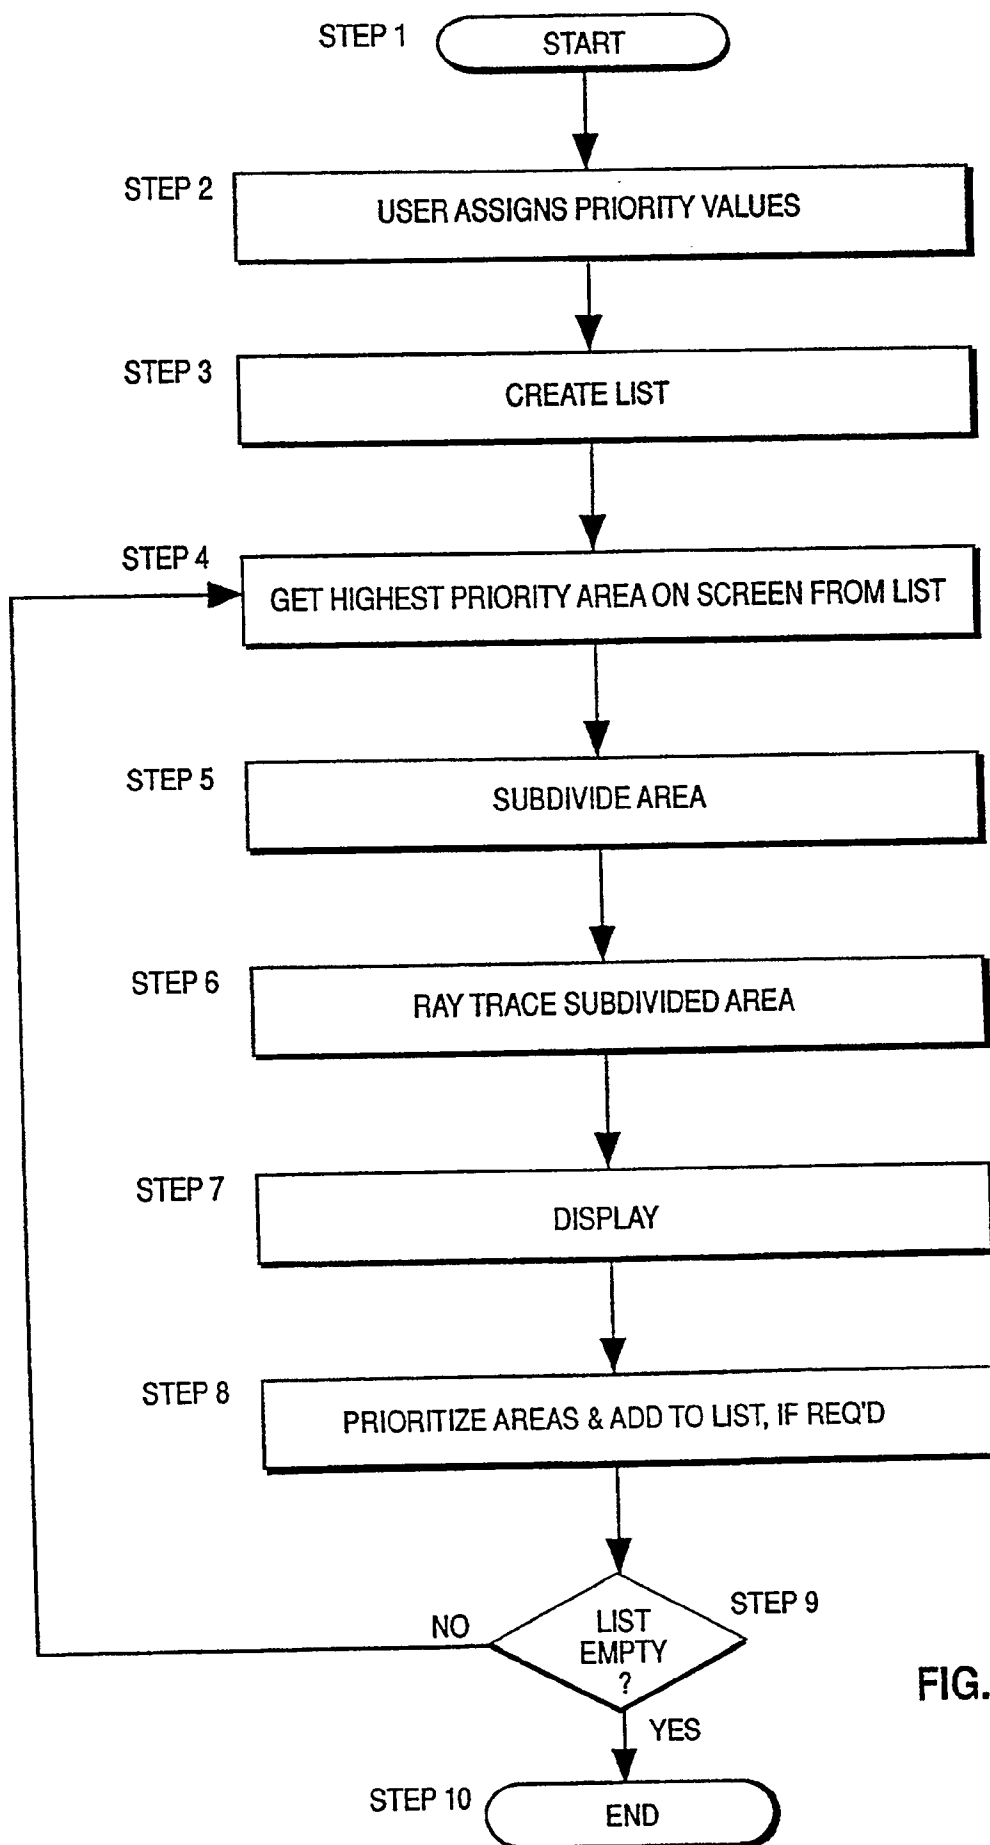 STEP 1
START
STEP 2
USER ASSIGNS PRIORITY VALUES
STEP 3
CREATE LIST
STEP 4
GET HIGHEST PRIORITY AREA ON SCREEN FROM LIST
STEP 5
SUBDIVIDE AREA
STEP 6
RAY TRACE SUBDIVIDED AREA
STEP 7
DISPLAY
STEP 8
PRIORITIZE AREAS & ADD TO LIST, IF REQ'D
STEP 9
NO
LIST
EMPTY
?
FIG.
YES
STEP 10
END